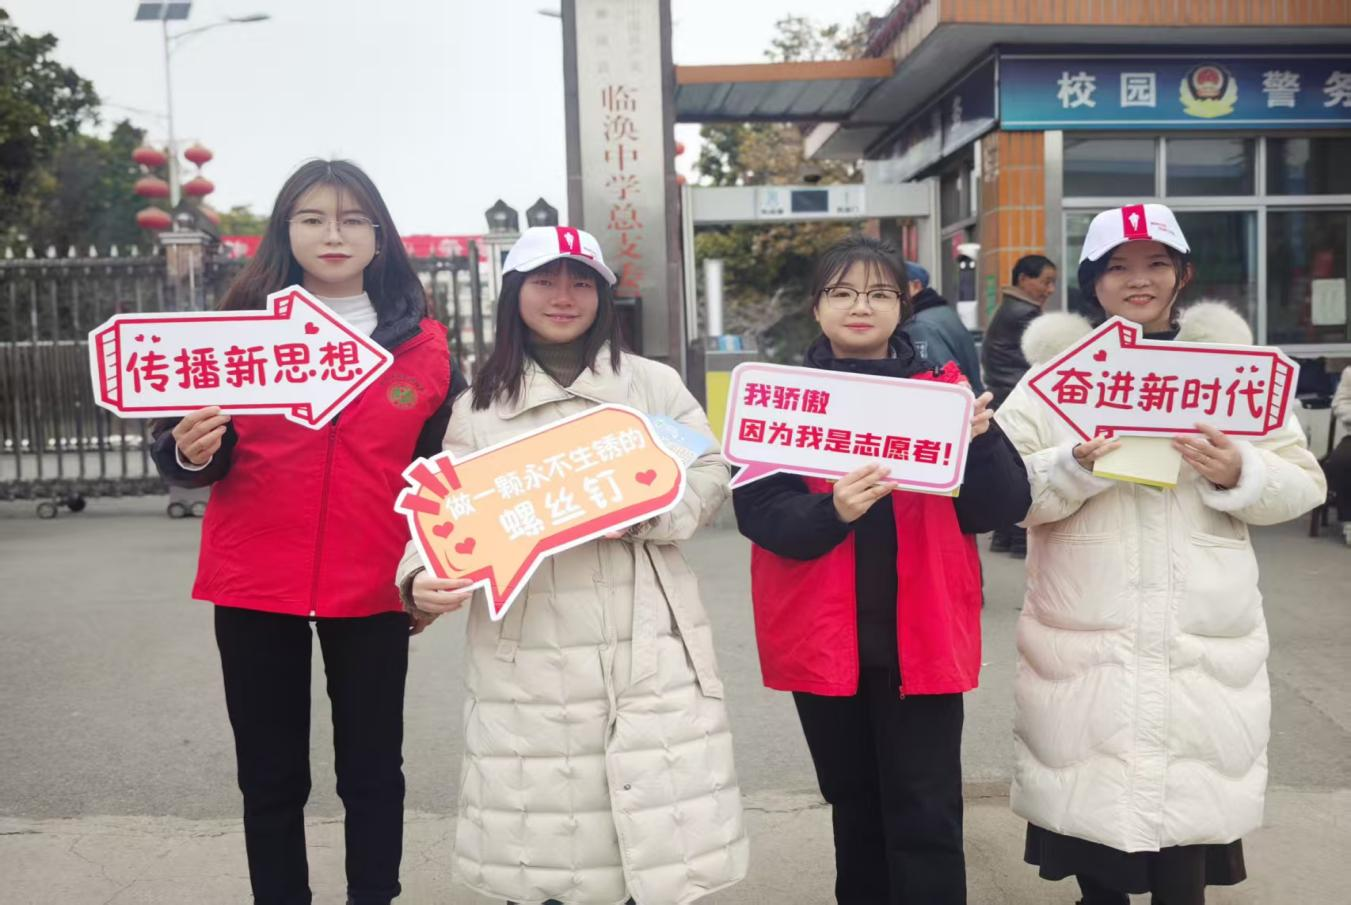 临涣中学总支委
校园警务
传播新思想
做一颗永不生锈的
螺丝钉
我骄傲
因为我是志愿者!
奋进新时代